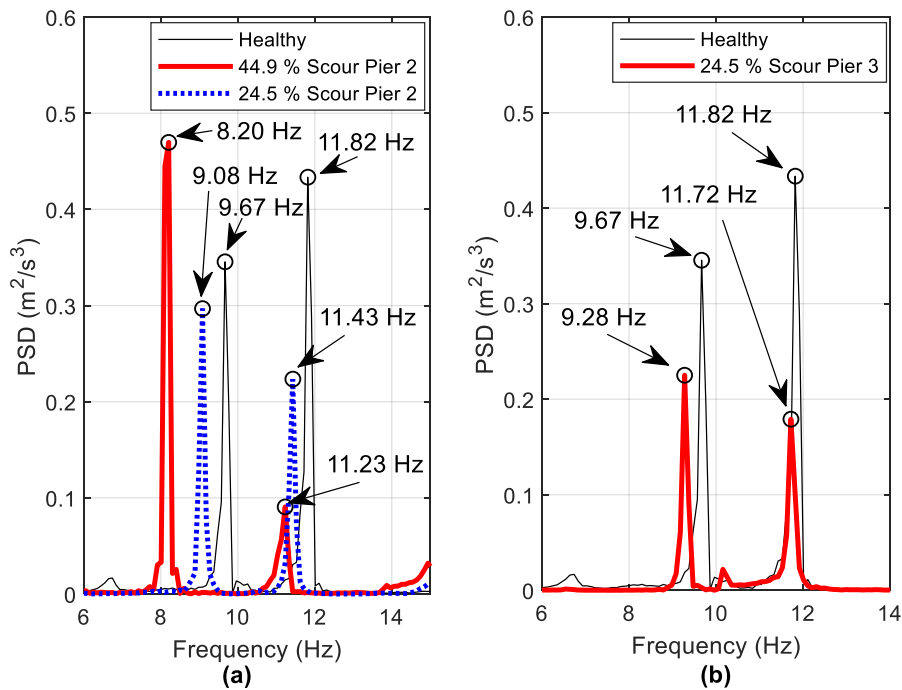 0.6
0.5
0.4
0.3
0.2
0.1
0
PSD (m²/s³)
Healthy
44.9 % Scour Pier 2
24.5 % Scour Pier 2
8.20 Hz
11.82 Hz
9.08 Hz
9.67 Hz
11.43 Hz
11.23 Hz
6 8 10 12 14
Frequency (Hz)
(a)
0.6
0.5
0.4
0.3
0.2
0.1
0
PSD (m²/s³)
Healthy
24.5 % Scour Pier 3
11.82 Hz
11.72 Hz
9.67 Hz
9.28 Hz
6 8 10 12 14
Frequency (Hz)
(b)